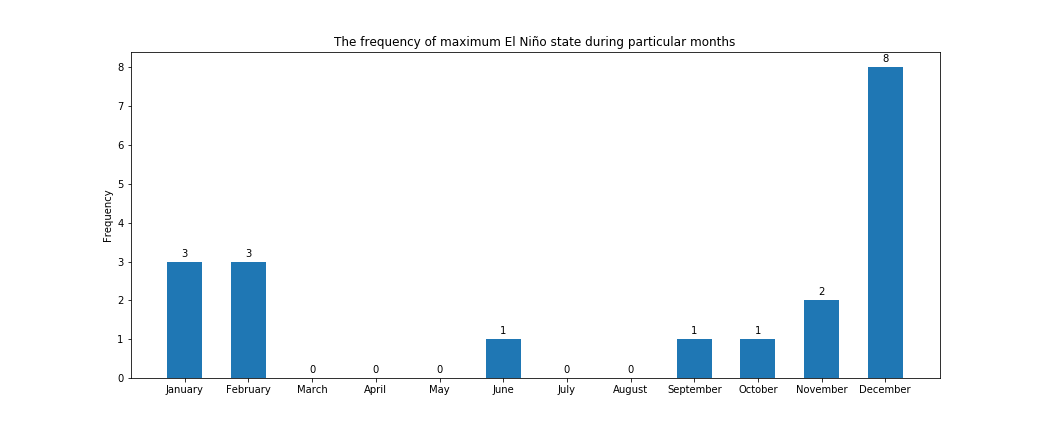 The frequency of maximum El Niño state during particular months
Frequency
8
7
6
5
4
3
2
1
0
3 3 0 0 0 1 0 0 1 1 2 8
January February March April May June July August September October November December